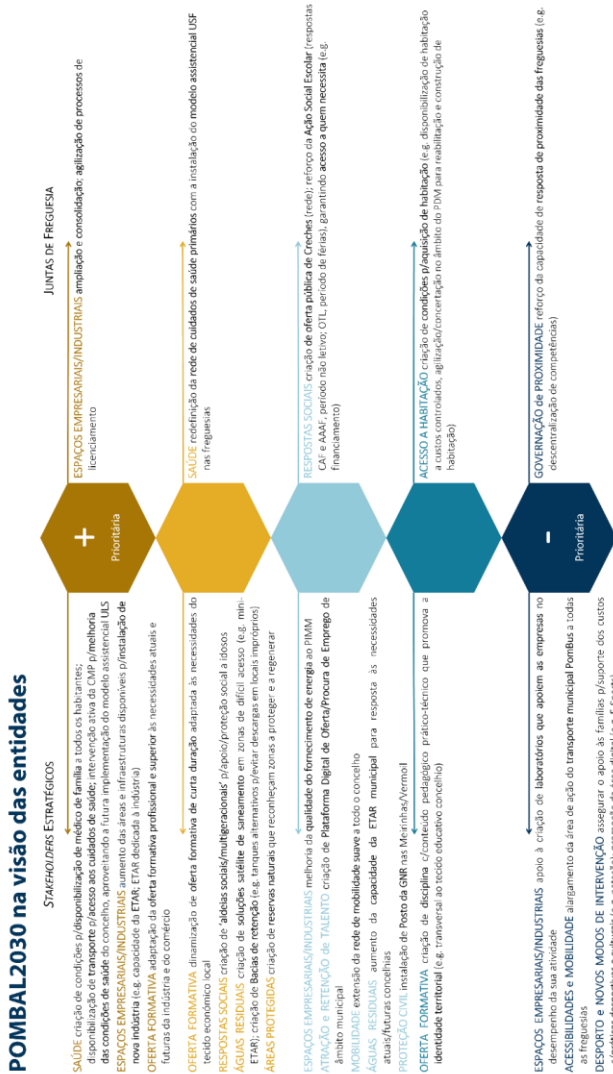 POMBAL2030 na visão das entidades
STAKEHOLDERS ESTRATÉGICOS
SAÚDE criação de condições p/disponibilização de médico de família a todos os habitantes;
disponibilização de transporte p/acesso aos cuidados de saúde; intervenção ativa da CMP p/melhoria
das condições de saúde do concelho, aproveitando a futura implementação do modelo assistencial ULS
ESPAÇOS EMPRESARIAIS/INDUSTRIAIS aumento das áreas e infraestruturas disponíveis p/instalação de
nova indústria (e.g. capacidade da ETAR, ETAR dedicada à indústria)
OFERTA FORMATIVA adaptação da oferta formativa profissional e superior às necessidades atuais e
futuras da indústria e do comércio
OFERTA FORMATIVA dinamização de oferta formativa de curta duração adaptada às necessidades do
tecido económico local
RESPOSTAS SOCIAIS criação de 'aldeias sociais/multigeracionais' p/apoio/proteção social a idosos
ÁGUAS RESIDUAIS criação de soluções satélite de saneamento em zonas de difícil acesso (e.g. mini-
ETAR); criação de Bacias de retenção (e.g. tanques alternativos p/evitar descargas em locais impróprios)
ÁREAS PROTEGIDAS criação de reservas naturais que reconheçam zonas a proteger e a regenerar
ESPAÇOS EMPRESARIAIS/INDUSTRIAIS melhoria da qualidade do fornecimento de energia ao PIMM
ATRAÇÃO e RETENÇÃO de TALENTO criação de Plataforma Digital de Oferta/Procura de Emprego de
âmbito municipal
MOBILIDADE extensão da rede de mobilidade suave a todo o concelho
ÁGUAS RESIDUAIS aumento da capacidade da ETAR municipal para resposta às necessidades
atuais/futuras concelhias
PROTEÇÃO CIVIL instalação de Posto da GNR nas Meirinhas/Vermoil
OFERTA FORMATIVA criação de disciplina c/conteúdo pedagógico prático-técnico que promova a
identidade territorial (e.g. transversal ao tecido educativo concelhio)
ESPAÇOS EMPRESARIAIS/INDUSTRIAIS apoio à criação de laboratórios que apoiem as empresas no
desempenho da sua atividade
ACESSIBILIDADES e MOBILIDADE alargamento da área de ação do transporte municipal PomBus a todas
as freguesias
DESPORTO e NOVOS MODOS DE INTERVENÇÃO assegurar o apoio às famílias p/suporte dos custos
+
Prioritária
-
Prioritária
JUNTAS DE FREGUESIA
ESPAÇOS EMPRESARIAIS/INDUSTRIAIS ampliação e consolidação; agilização de processos de
licenciamento
SAÚDE redefinição da rede de cuidados de saúde primários com a instalação do modelo assistencial USF
nas freguesias
RESPOSTAS SOCIAIS criação de oferta pública de Creches (rede); reforço da Ação Social Escolar (respostas
CAF e AAAF, período não letivo; OTL, período de férias), garantindo acesso a quem necessita (e.g.
financiamento)
ACESSO A HABITAÇÃO criação de condições p/aquisição de habitação (e.g. disponibilização de habitação
a custos controlados, agilização/concertação no âmbito do PDM para reabilitação e construção de
habitação)
GOVERNAÇÃO de PROXIMIDADE reforço da capacidade de resposta de proximidade das freguesias (e.g.
descentralização de competências)